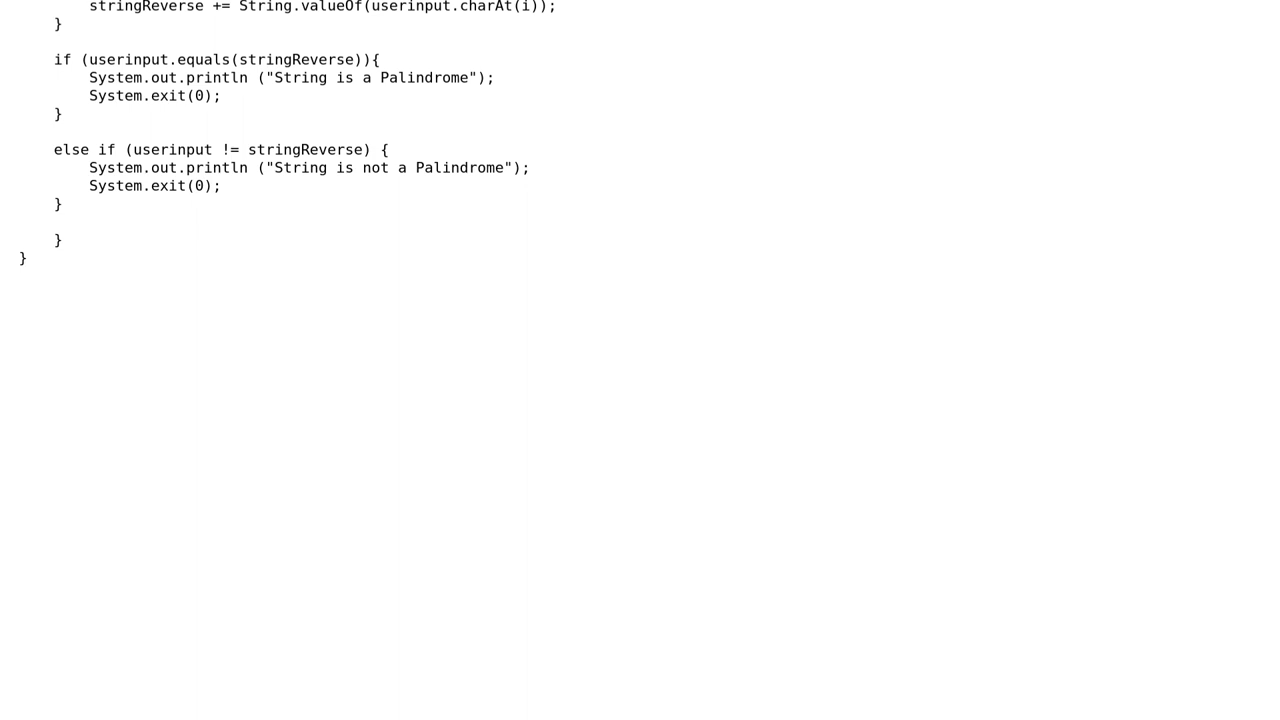 stringReverse += String.valueOf(userinput.charAt(i));
    }
    if (userinput.equals(stringReverse)){
        System.out.println ("String is a Palindrome");
        System.exit(0);
    }
    else if (userinput != stringReverse) {
        System.out.println ("String is not a Palindrome");
        System.exit(0);
    }
    }
}